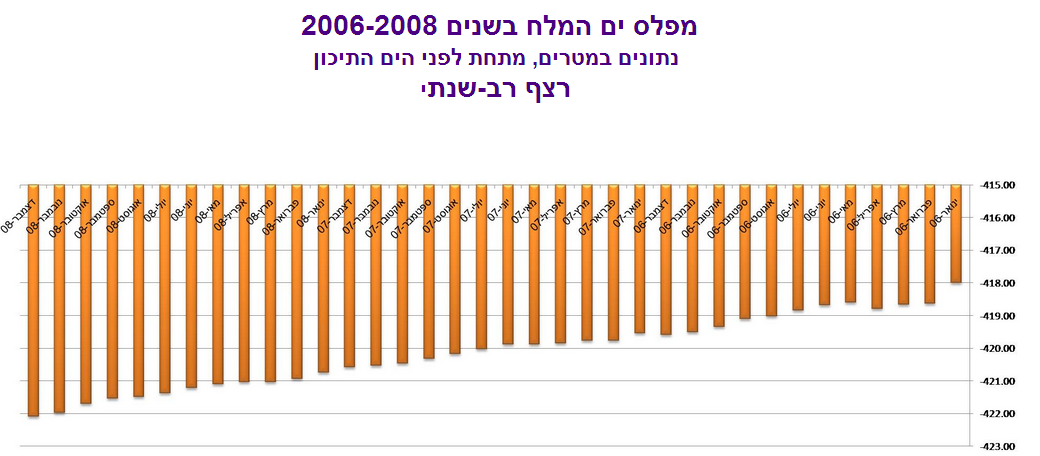 מפלס ים המלח בשנים 2006-2008
נתונים במטרים, מתחת לפני הים התיכון
רצף רב-שנתי
-415.00
-416.00
-417.00
-418.00
-419.00
-420.00
-421.00
-422.00
-423.00
ינואר-06
פברואר-06
מרץ-06
אפריל-06
מאי-06
יוני-06
יולי-06
אוגוסט-06
ספטמבר-06
אוקטובר-06
נובמבר-06
דצמבר-06
ינואר-07
פברואר-07
מרץ-07
אפריל-07
מאי-07
יוני-07
יולי-07
אוגוסט-07
ספטמבר-07
אוקטובר-07
נובמבר-07
דצמבר-07
ינואר-08
פברואר-08
מרץ-08
אפריל-08
מאי-08
יוני-08
יולי-08
אוגוסט-08
ספטמבר-08
אוקטובר-08
נובמבר-08
דצמבר-08